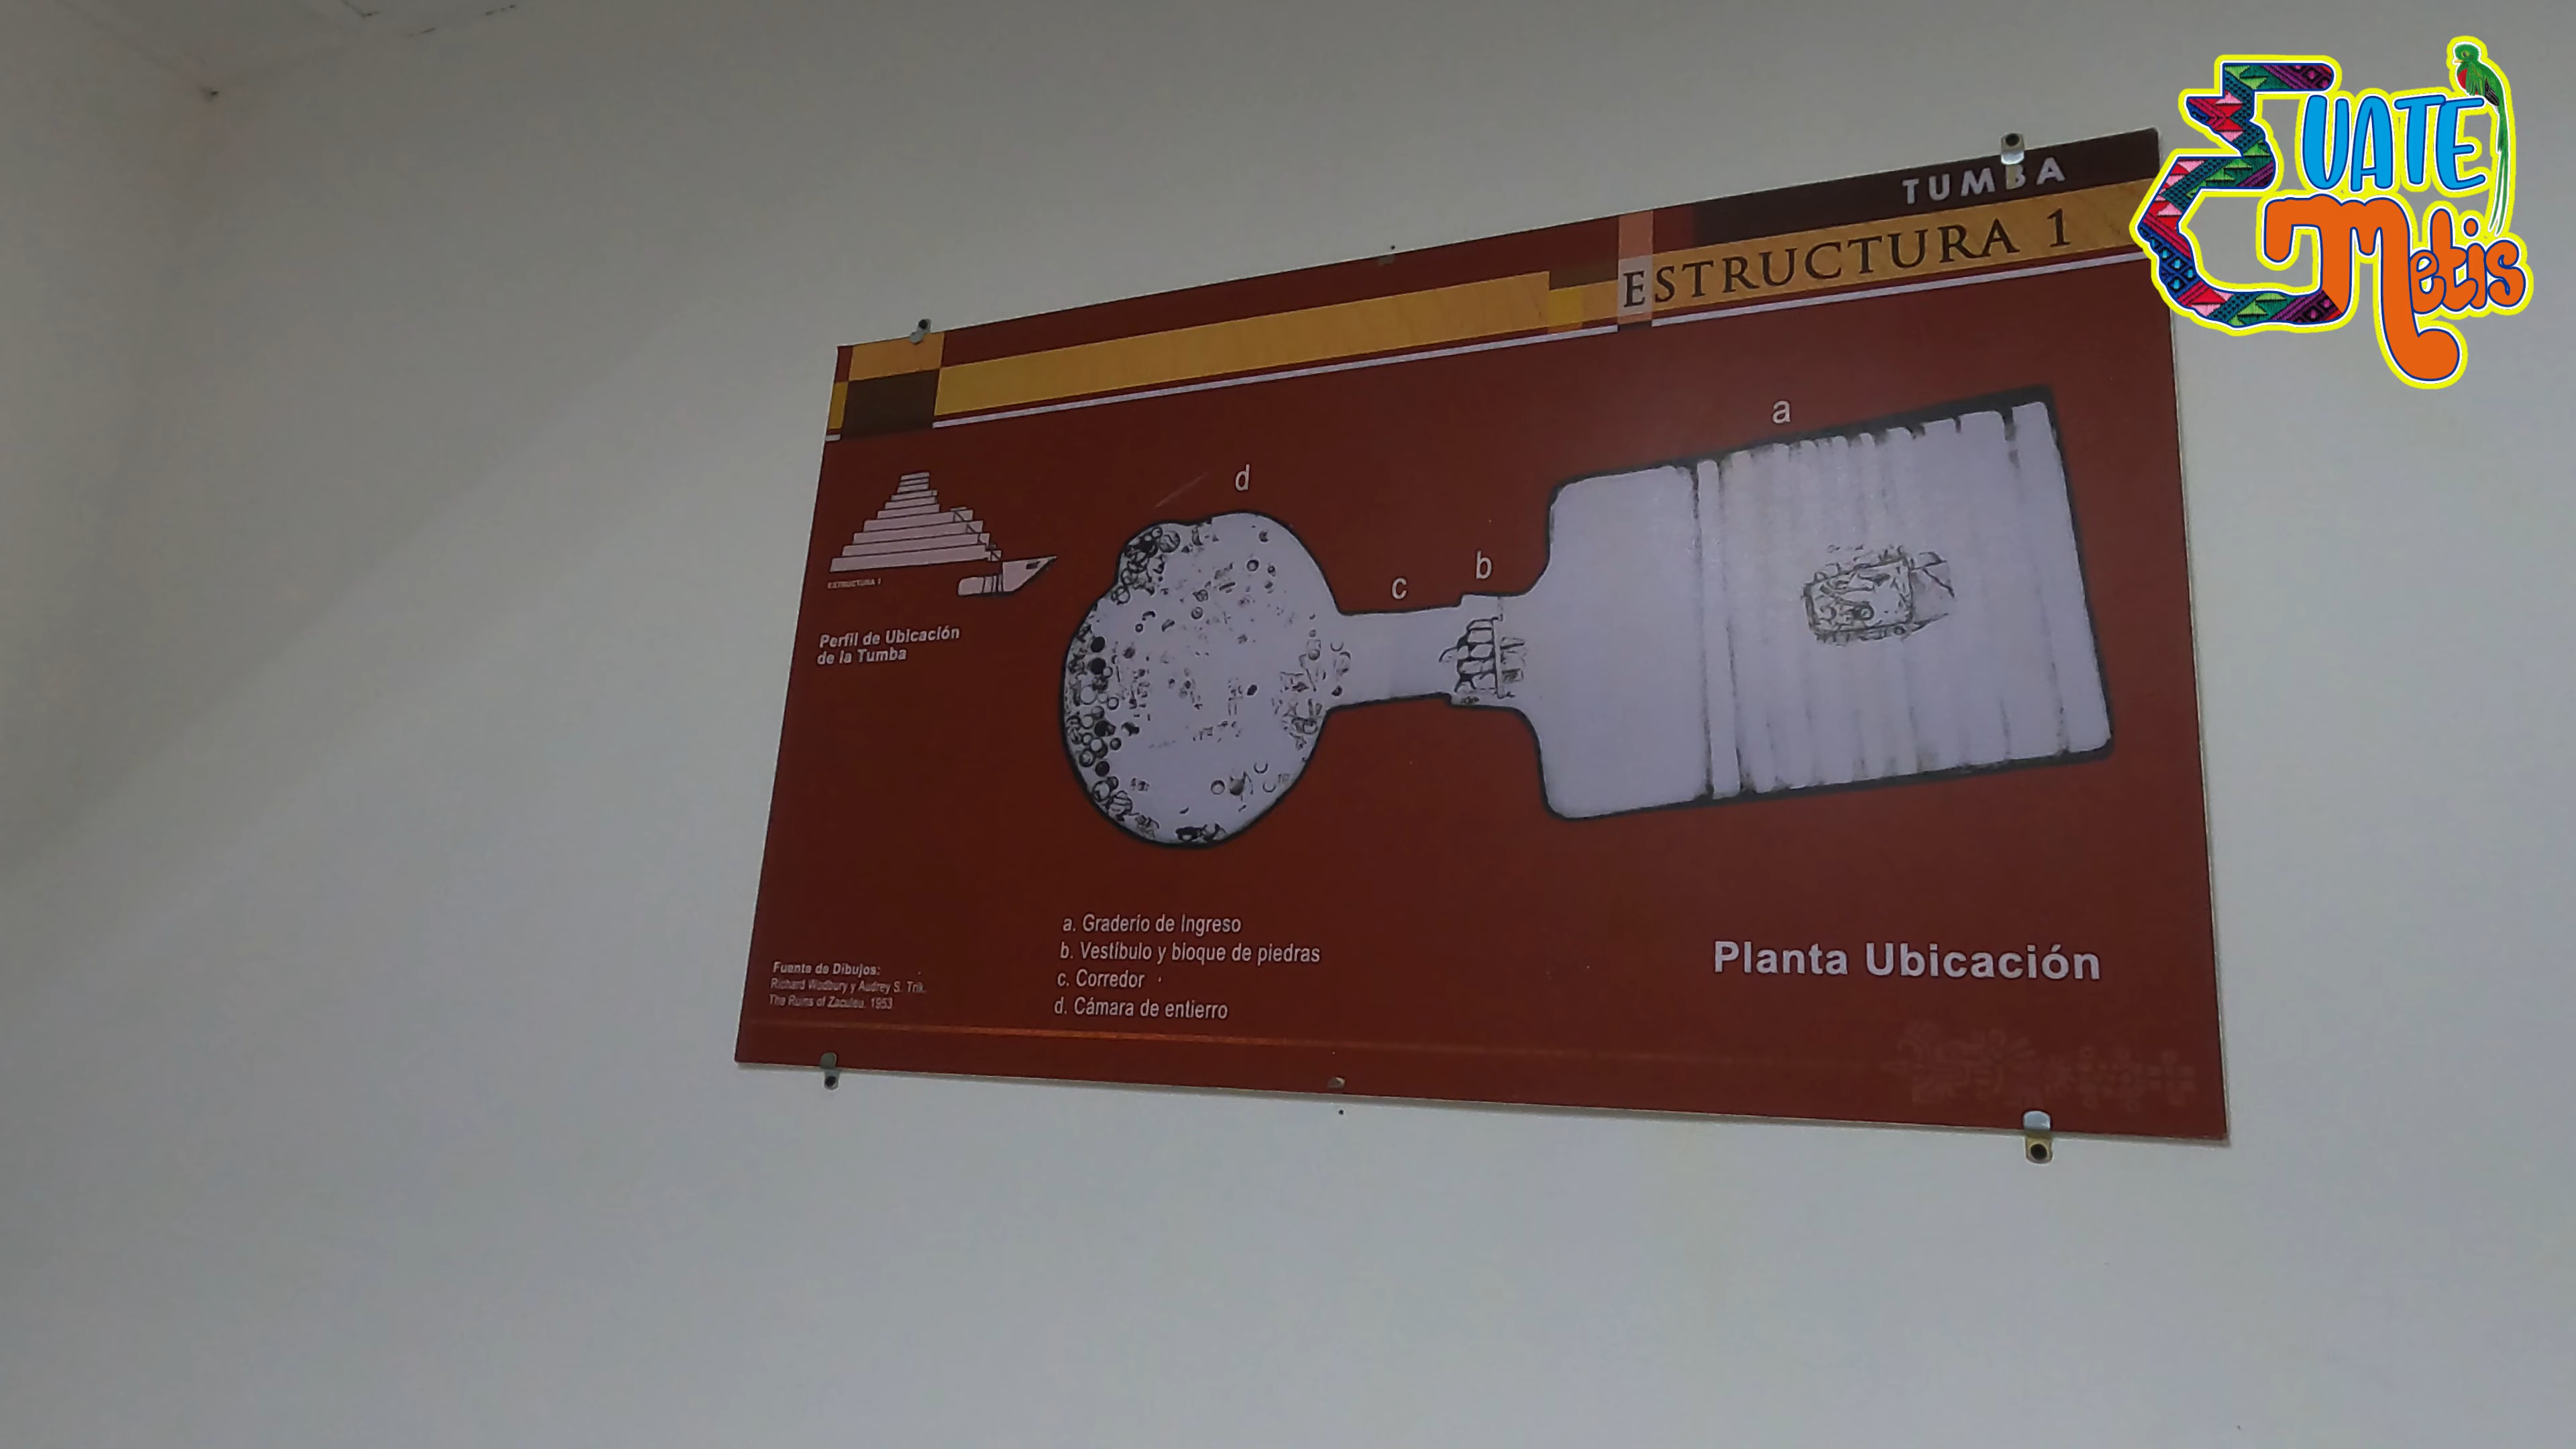 GUATE
Metis
TUMBA
ESTRUCTURA 1
a
d
b
c
ESTRUCTURA 1
Perfil de Ubicación
de la Tumba
a. Graderío de Ingreso
b. Vestíbulo y bloque de piedras
c. Corredor
d. Cámara de entierro
Planta Ubicación
Fuente de Dibujos:
Richard Wodbury y Audrey S. Trik.
The Ruins of Zaculeu, 1953